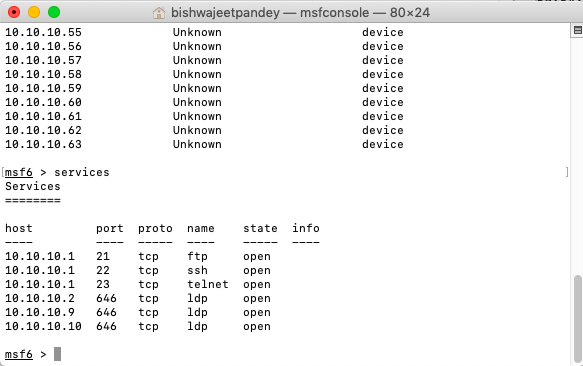 bishwajeetpandey — msfconsole — 80×24
10.10.10.55 Unknown device
10.10.10.56 Unknown device
10.10.10.57 Unknown device
10.10.10.58 Unknown device
10.10.10.59 Unknown device
10.10.10.60 Unknown device
10.10.10.61 Unknown device
10.10.10.62 Unknown device
10.10.10.63 Unknown device
[msf6 > services ]
Services
========
host port proto name state info
---- ---- ----- ---- ----- ----
10.10.10.1 21 tcp ftp open
10.10.10.1 22 tcp ssh open
10.10.10.1 23 tcp telnet open
10.10.10.2 646 tcp ldp open
10.10.10.9 646 tcp ldp open
10.10.10.10 646 tcp ldp open
msf6 >